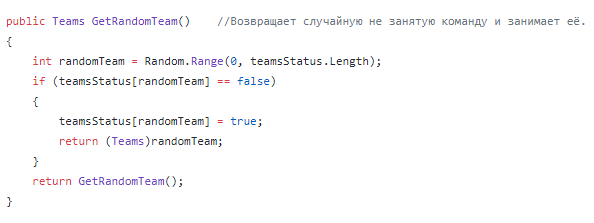 public Teams GetRandomTeam()    //Возвращает случайную не занятую команду и занимает её.
{
    int randomTeam = Random.Range(0, teamsStatus.Length);
    if (teamsStatus[randomTeam] == false)
    {
        teamsStatus[randomTeam] = true;
        return (Teams)randomTeam;
    }
    return GetRandomTeam();
}